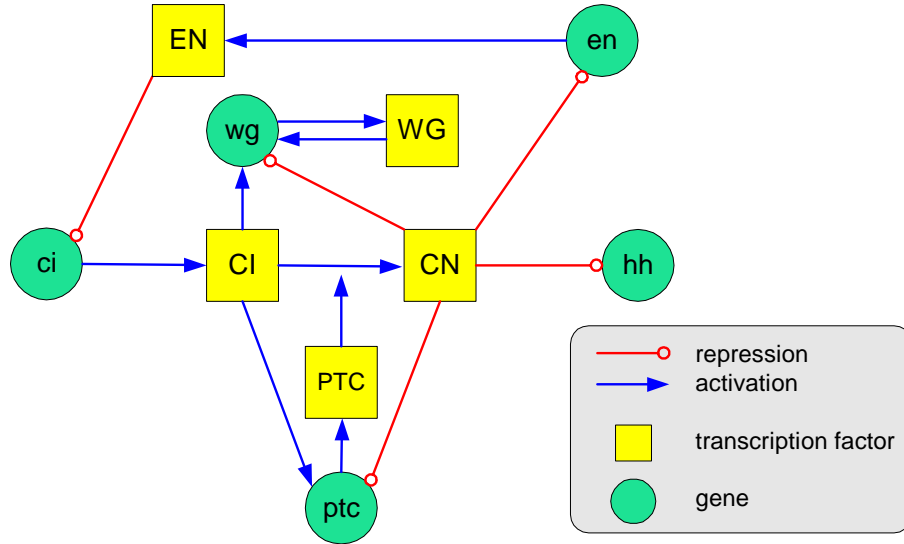 EN
en
wg
WG
ci
CI
CN
hh
PTC
ptc
repression
activation
transcription factor
gene